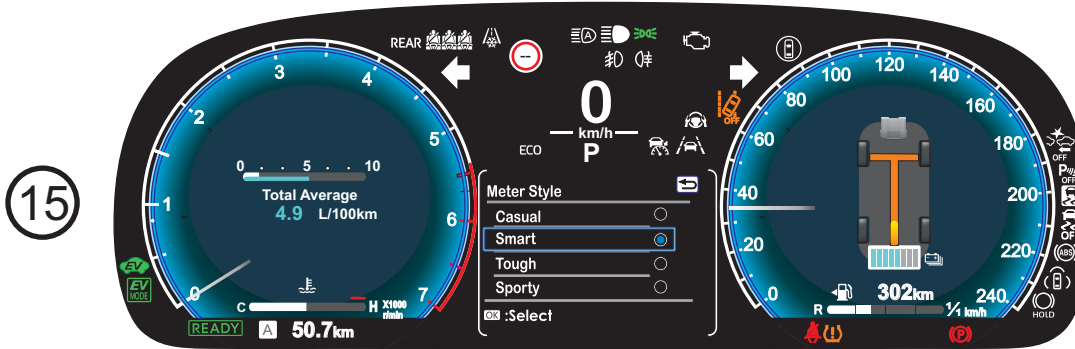 15
REAR
A
--
0
km/h
P
ECO
OFF
Meter Style
Casual
Smart
Tough
Sporty
OK :Select
0 1 2 3 4 5 6 7
X1000
r/min
0 5 10
Total Average
4.9 L/100km
C H
EV
EV
MODE
READY A 50.7km
0 20 40 60 80 100 120 140 160 180 200 220 240
km/h
302km
R 1/1
OFF
P
OFF
OFF
ABS
HOLD
P